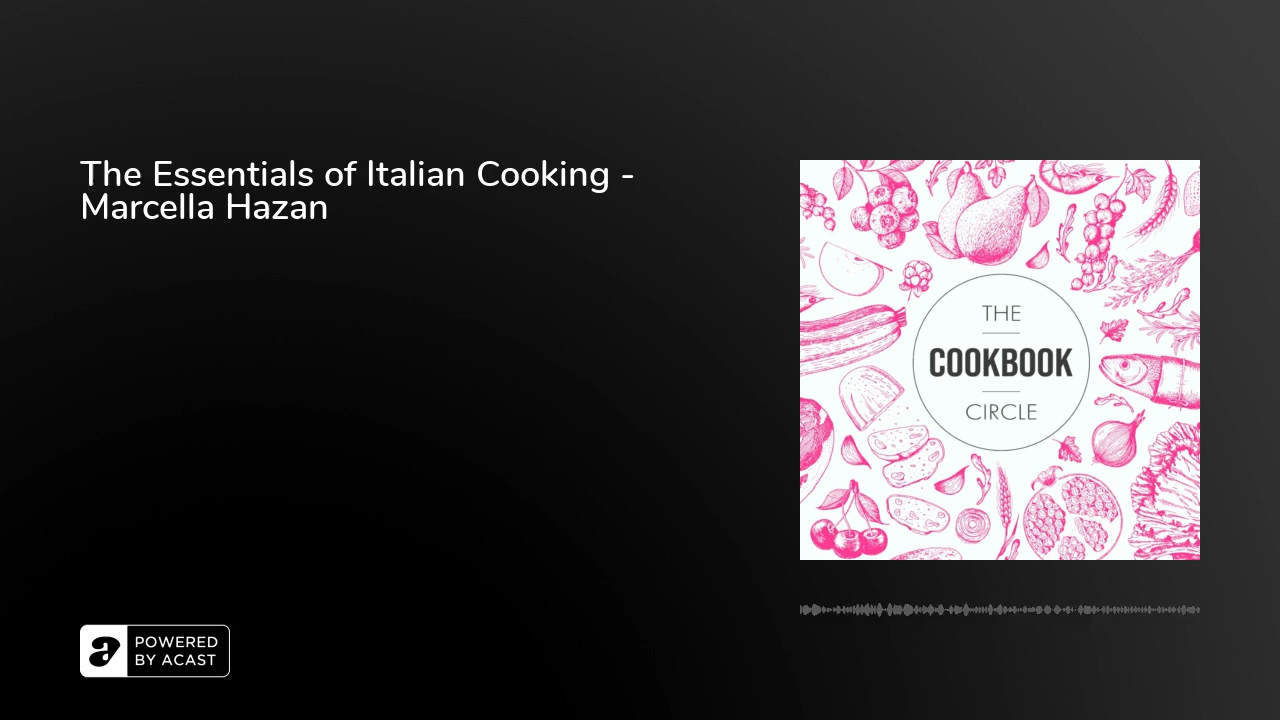 The Essentials of Italian Cooking -
Marcella Hazan
THE
COOKBOOK
CIRCLE
a POWERED
BY ACAST